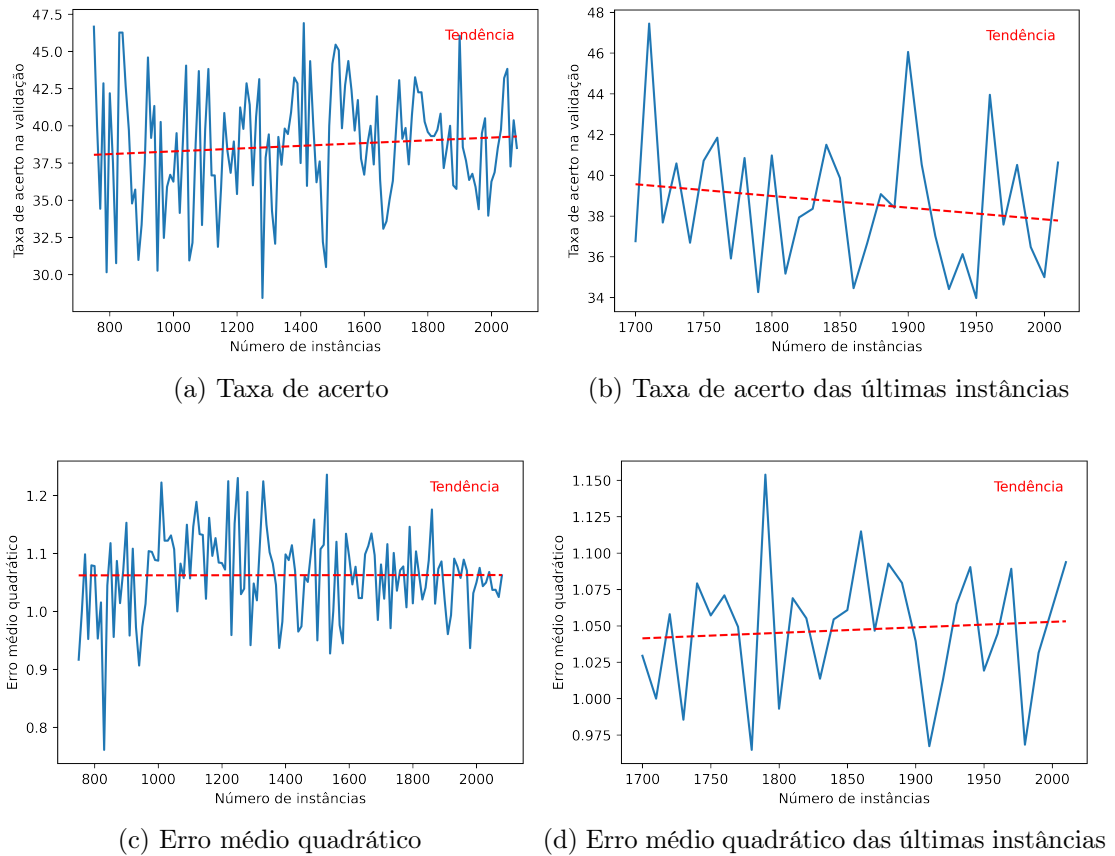 Taxa de acerto na validação
47.5
45.0
42.5
40.0
37.5
35.0
32.5
30.0
Tendência
800 1000 1200 1400 1600 1800 2000
Número de instâncias
(a) Taxa de acerto
Taxa de acerto na validação
48
46
44
42
40
38
36
34
Tendência
1700 1750 1800 1850 1900 1950 2000
Número de instâncias
(b) Taxa de acerto das últimas instâncias
Erro médio quadrático
1.2
1.1
1.0
0.9
0.8
Tendência
800 1000 1200 1400 1600 1800 2000
Número de instâncias
(c) Erro médio quadrático
Erro médio quadrático
1.150
1.125
1.100
1.075
1.050
1.025
1.000
0.975
Tendência
1700 1750 1800 1850 1900 1950 2000
Número de instâncias
(d) Erro médio quadrático das últimas instâncias